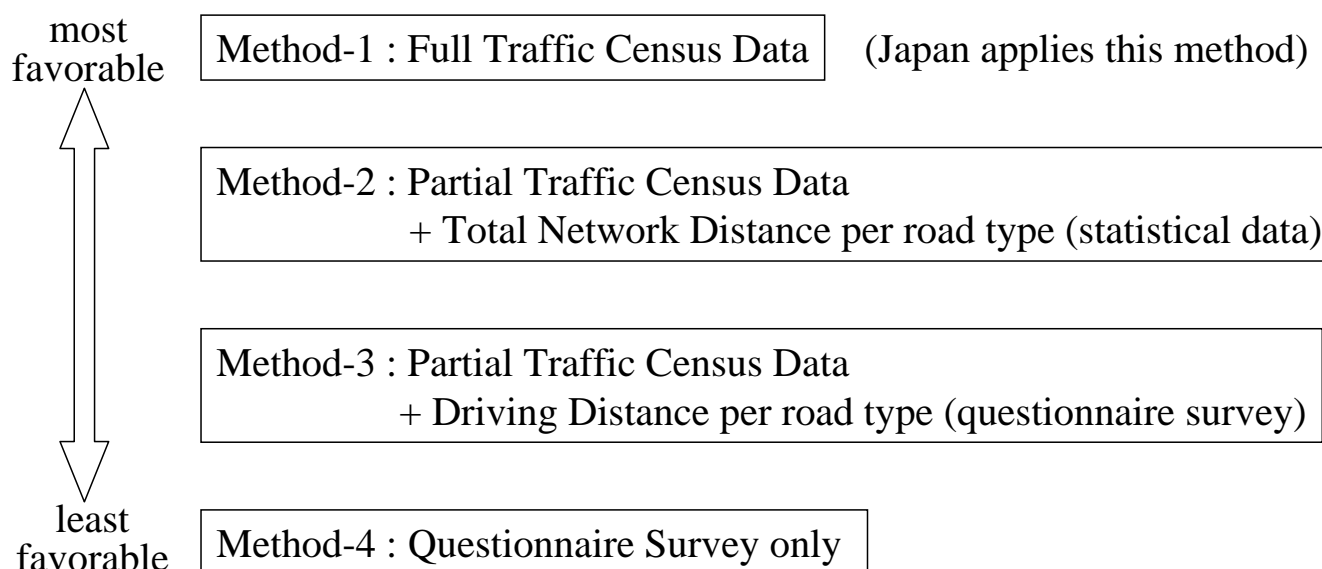 most
favorable
Method-1 : Full Traffic Census Data
(Japan applies this method)
Method-2 : Partial Traffic Census Data
+ Total Network Distance per road type (statistical data)
Method-3 : Partial Traffic Census Data
+ Driving Distance per road type (questionnaire survey)
least
favorable
Method-4 : Questionnaire Survey only